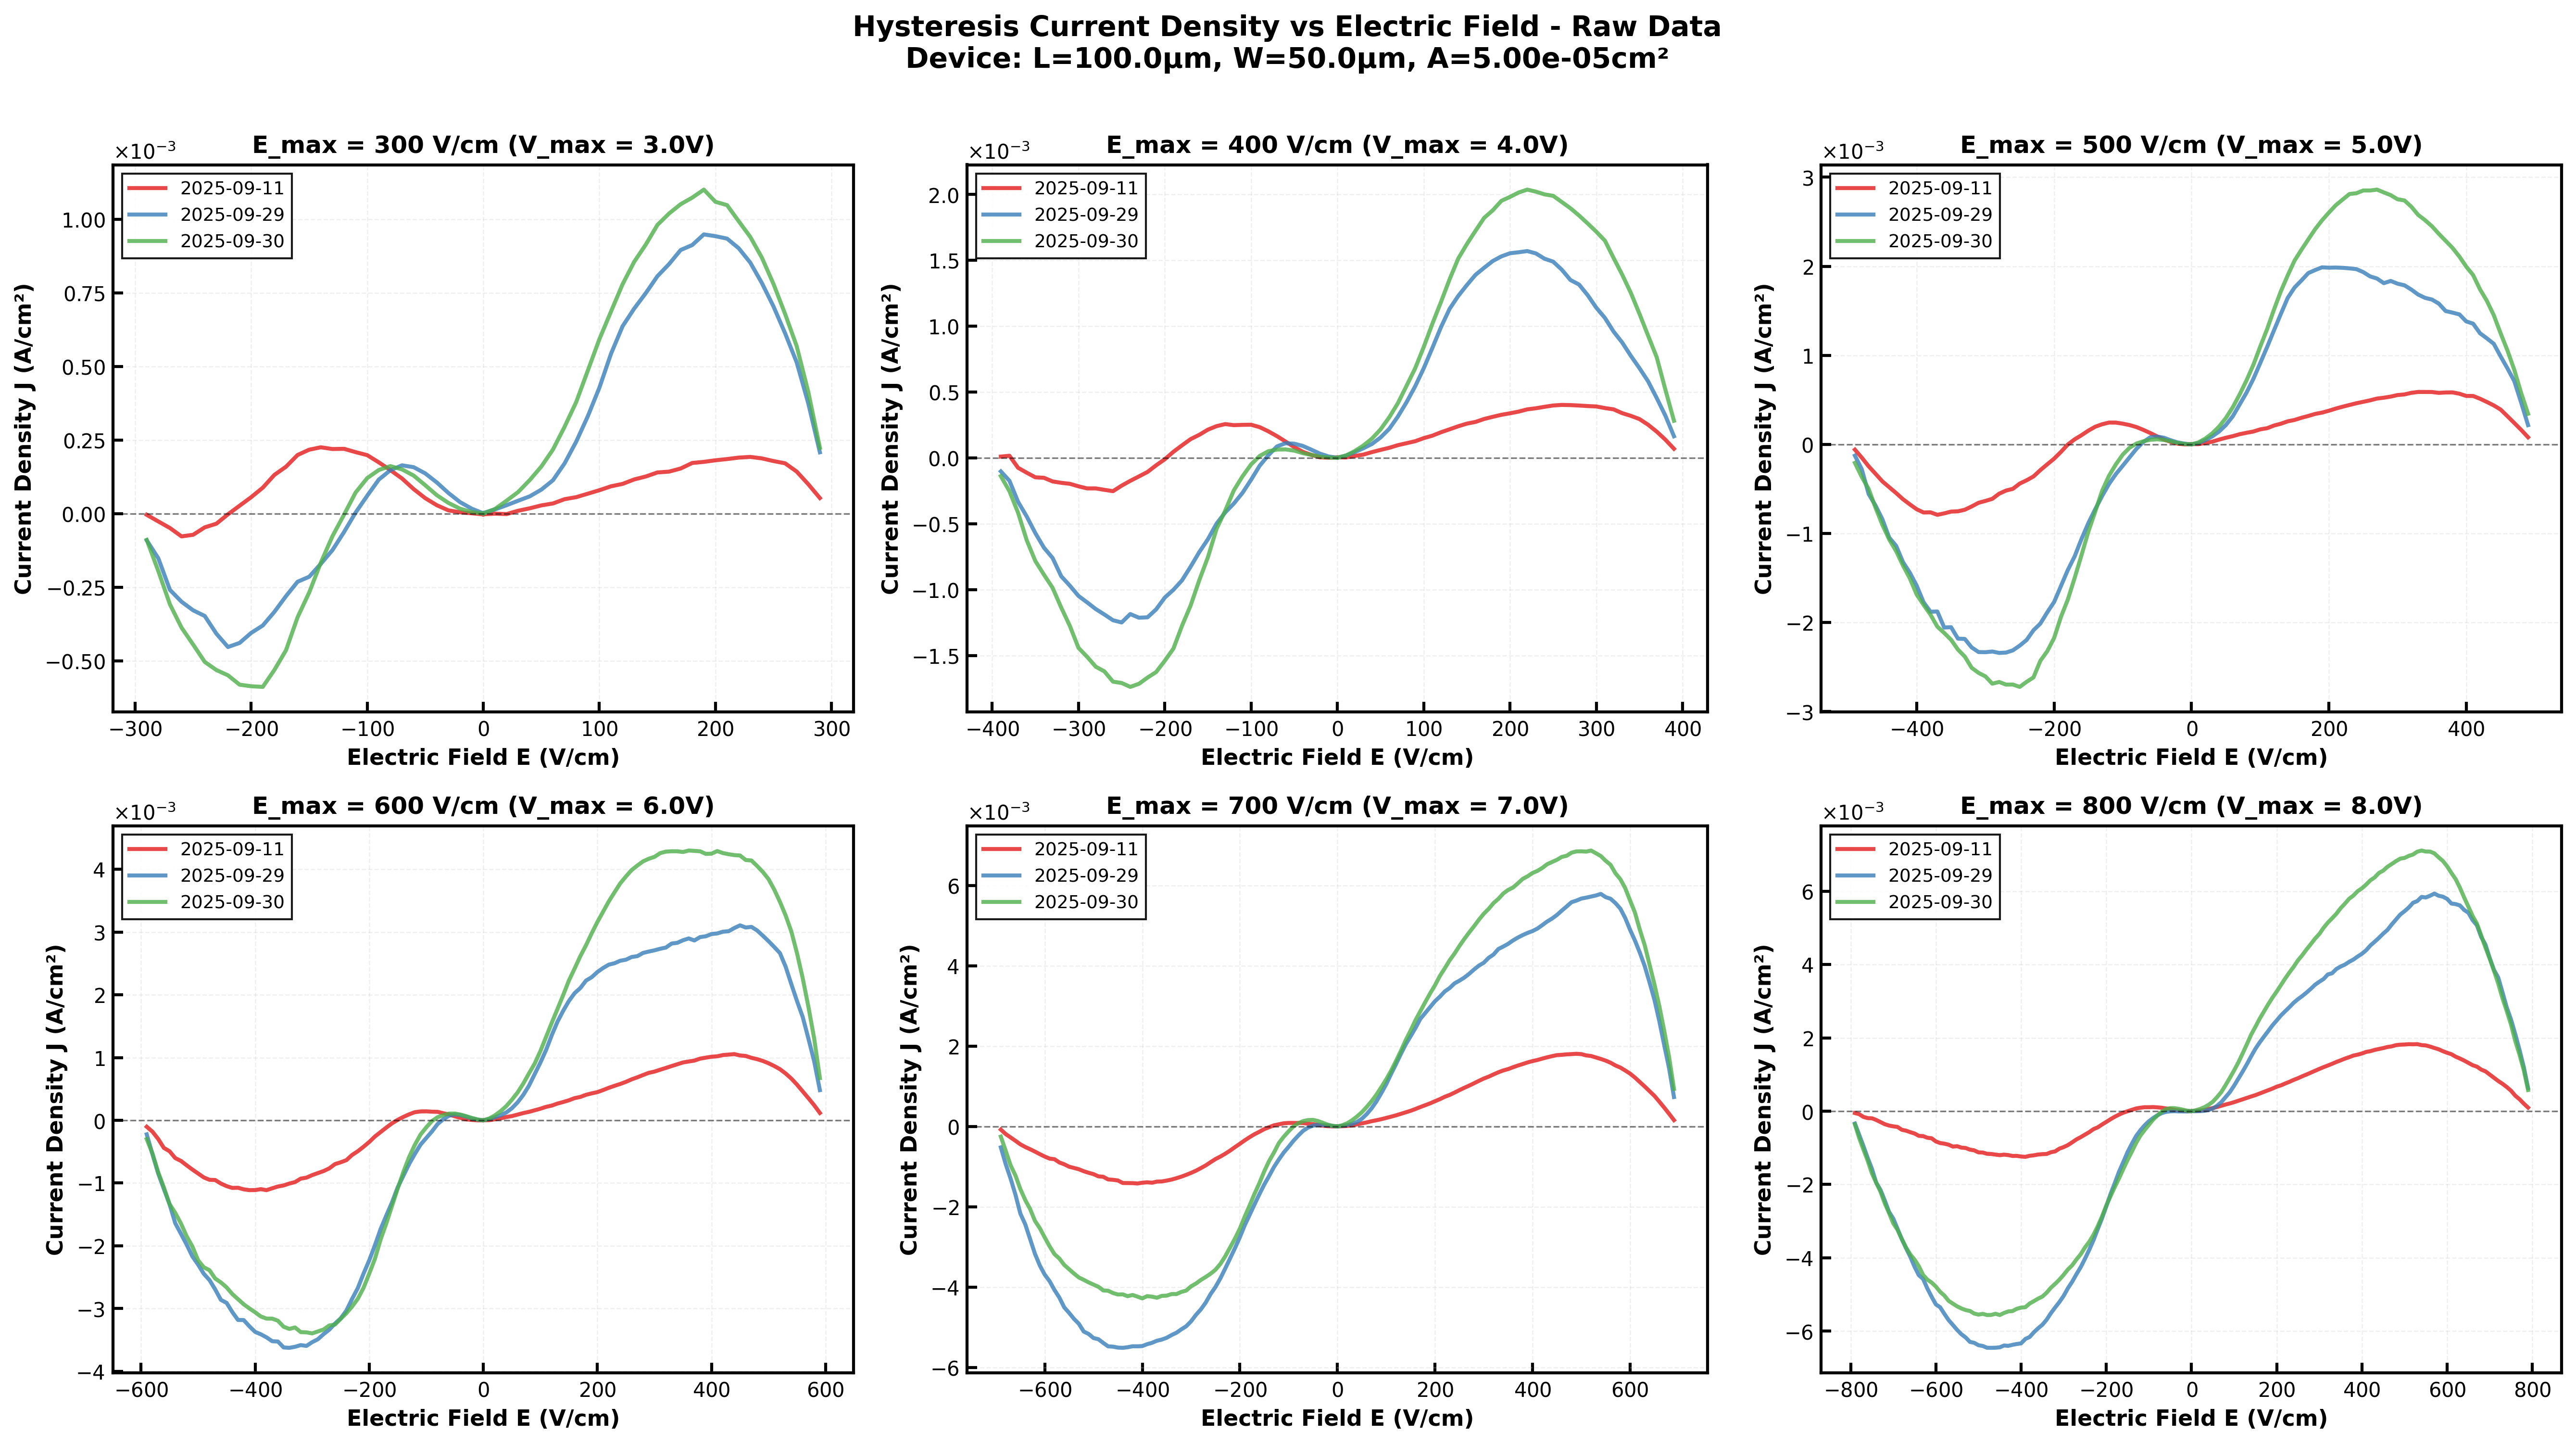 Hysteresis Current Density vs Electric Field - Raw Data
Device: L=100.0µm, W=50.0µm, A=5.00e-05cm²
×10⁻³
E_max = 300 V/cm (V_max = 3.0V)
2025-09-11
2025-09-29
2025-09-30
1.00
0.75
0.50
0.25
0.00
−0.25
−0.50
Current Density J (A/cm²)
−300 −200 −100 0 100 200 300
Electric Field E (V/cm)
×10⁻³
E_max = 400 V/cm (V_max = 4.0V)
2025-09-11
2025-09-29
2025-09-30
2.0
1.5
1.0
0.5
0.0
−0.5
−1.0
−1.5
Current Density J (A/cm²)
−400 −300 −200 −100 0 100 200 300 400
Electric Field E (V/cm)
×10⁻³
E_max = 500 V/cm (V_max = 5.0V)
2025-09-11
2025-09-29
2025-09-30
3
2
1
0
−1
−2
−3
Current Density J (A/cm²)
−400 −200 0 200 400
Electric Field E (V/cm)
×10⁻³
E_max = 600 V/cm (V_max = 6.0V)
2025-09-11
2025-09-29
2025-09-30
4
3
2
1
0
−1
−2
−3
−4
Current Density J (A/cm²)
−600 −400 −200 0 200 400 600
Electric Field E (V/cm)
×10⁻³
E_max = 700 V/cm (V_max = 7.0V)
2025-09-11
2025-09-29
2025-09-30
6
4
2
0
−2
−4
−6
Current Density J (A/cm²)
−600 −400 −200 0 200 400 600
Electric Field E (V/cm)
×10⁻³
E_max = 800 V/cm (V_max = 8.0V)
2025-09-11
2025-09-29
2025-09-30
6
4
2
0
−2
−4
−6
Current Density J (A/cm²)
−800 −600 −400 −200 0 200 400 600 800
Electric Field E (V/cm)